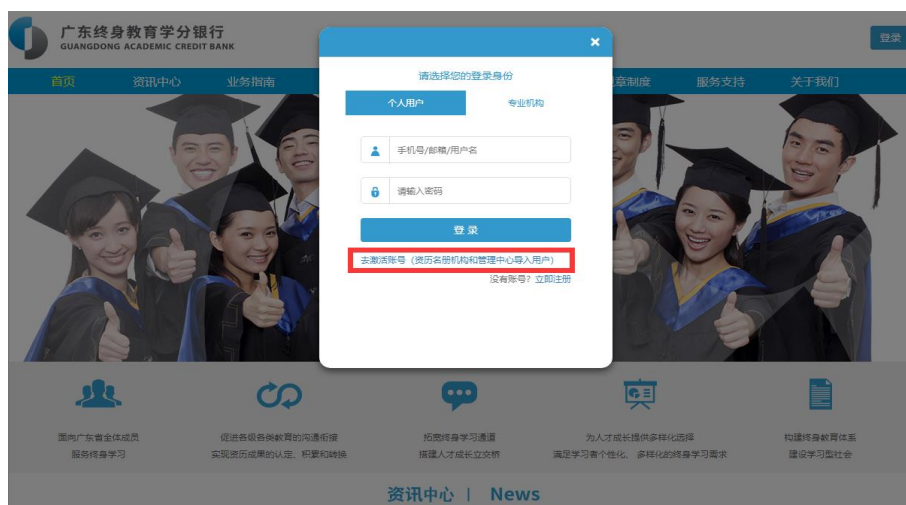 广东终身教育学分银行
GUANGDONG ACADEMIC CREDIT BANK
登录
首页
资讯中心
业务指南
章制度
服务支持
关于我们
请选择您的登录身份
个人用户
专业机构
手机号/邮箱/用户名
请输入密码
登录
去激活账号（资历名册机构和管理中心导入用户）
没有账号？立即注册
面向广东省全体成员
服务终身学习
促进各级各类教育的沟通衔接
实现资历成果的认定、积累和转换
拓宽终身学习通道
搭建人才成长立交桥
为人才成长提供多样化选择
满足学习者个性化、多样化的终身学习需求
构建终身教育体系
建设学习型社会
资讯中心 | News